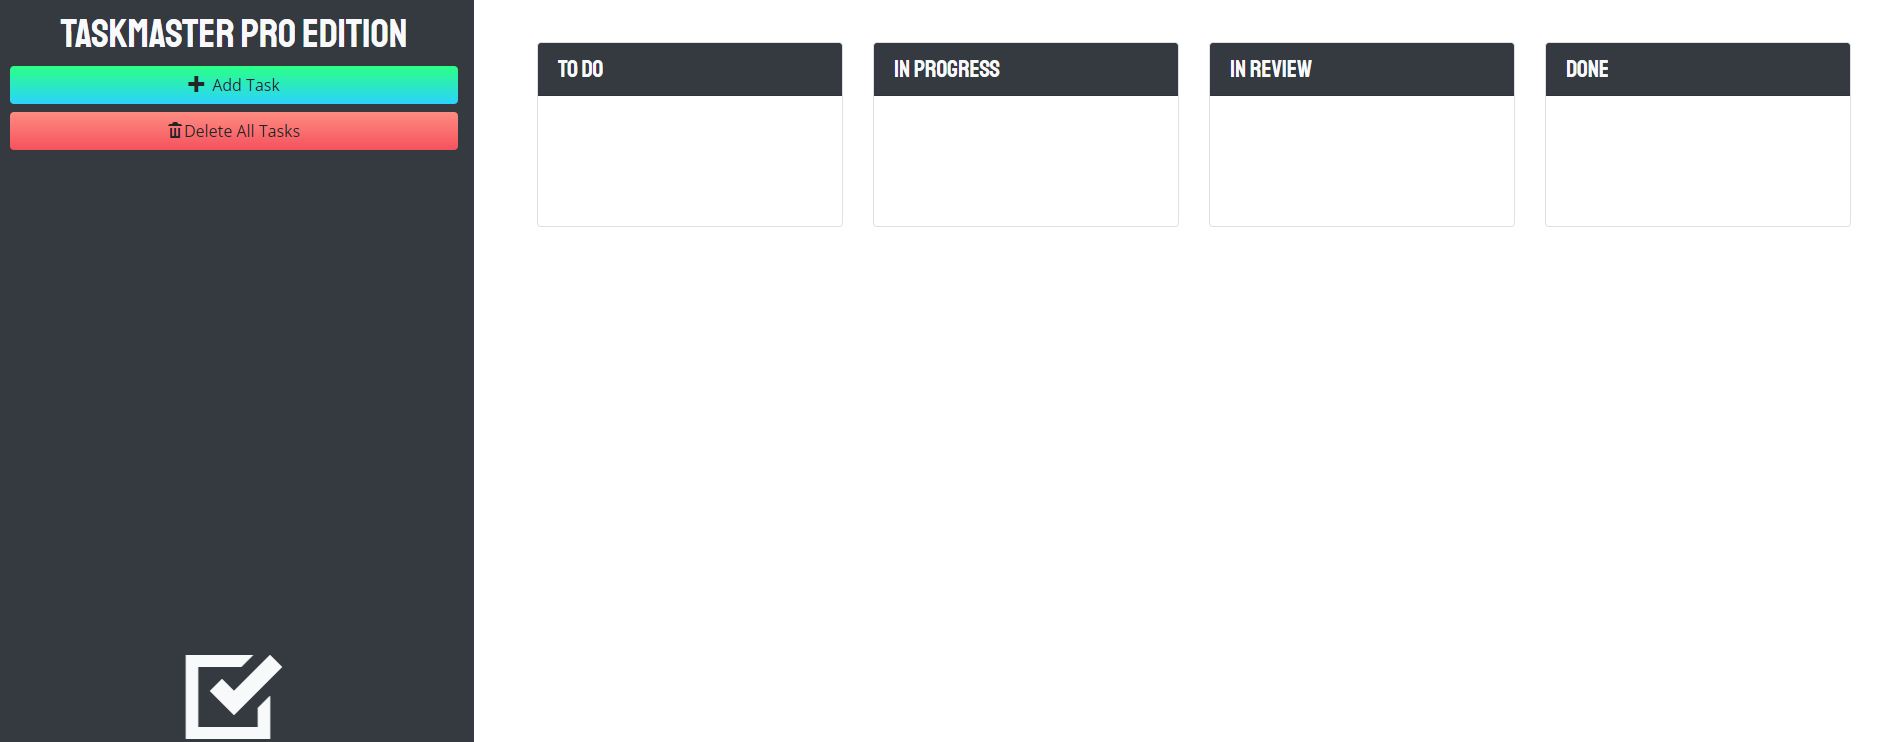 TASKMASTER PRO EDITION
Add Task
Delete All Tasks
TO DO
IN PROGRESS
IN REVIEW
DONE